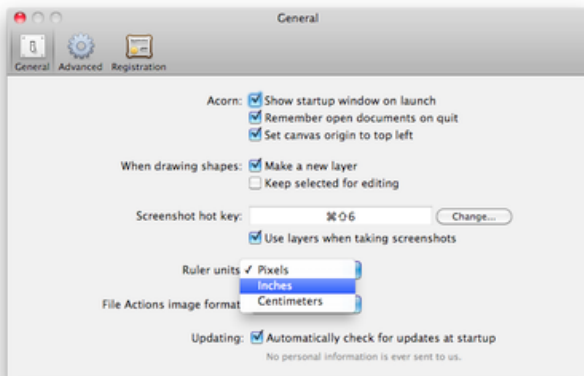 General
General Advanced Registration
Acorn: Show startup window on launch
Remember open documents on quit
Set canvas origin to top left
When drawing shapes: Make a new layer
Keep selected for editing
Screenshot hot key: ⌘⇧6 Change...
Use layers when taking screenshots
Ruler units ✓ Pixels
Inches
File Actions image format Centimeters
Updating: Automatically check for updates at startup
No personal information is ever sent to us.